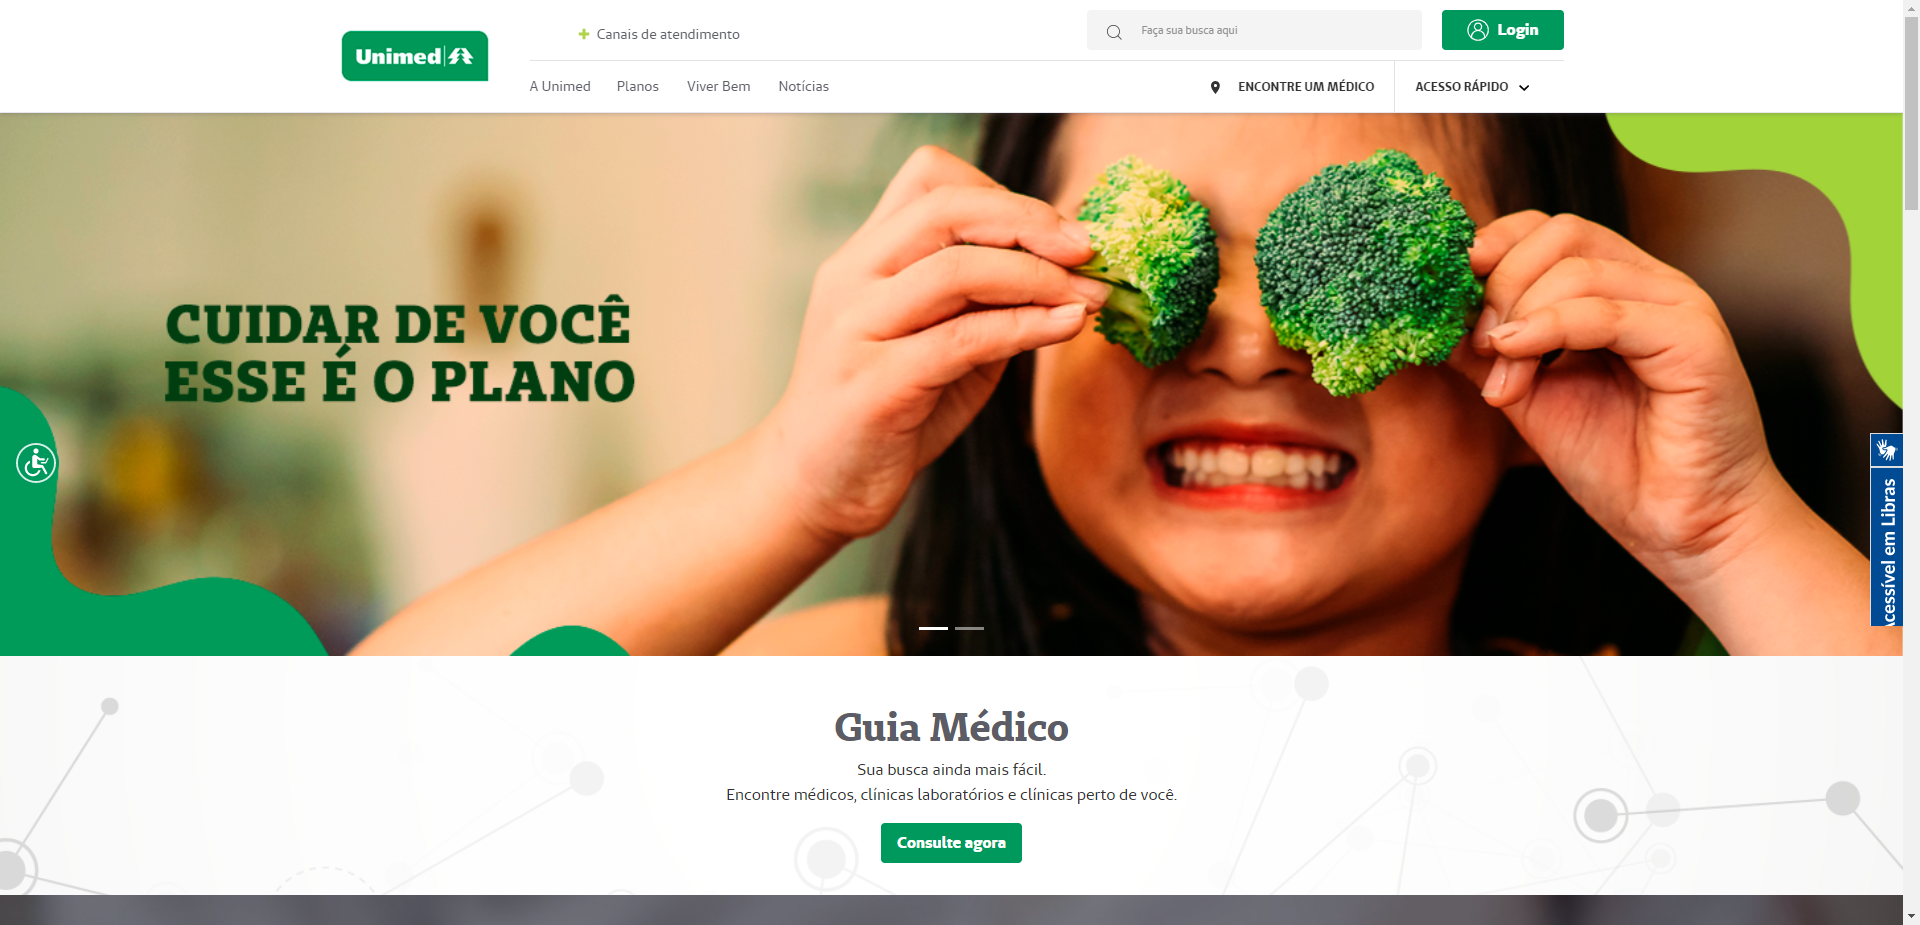 Unimed
Canais de atendimento
Faça sua busca aqui
Login
A Unimed
Planos
Viver Bem
Notícias
ENCONTRE UM MÉDICO
ACESSO RÁPIDO
CUIDAR DE VOCÊ
ESSE É O PLANO
Acessível em Libras
Guia Médico
Sua busca ainda mais fácil.
Encontre médicos, clínicas laboratórios e clínicas perto de você.
Consulte agora